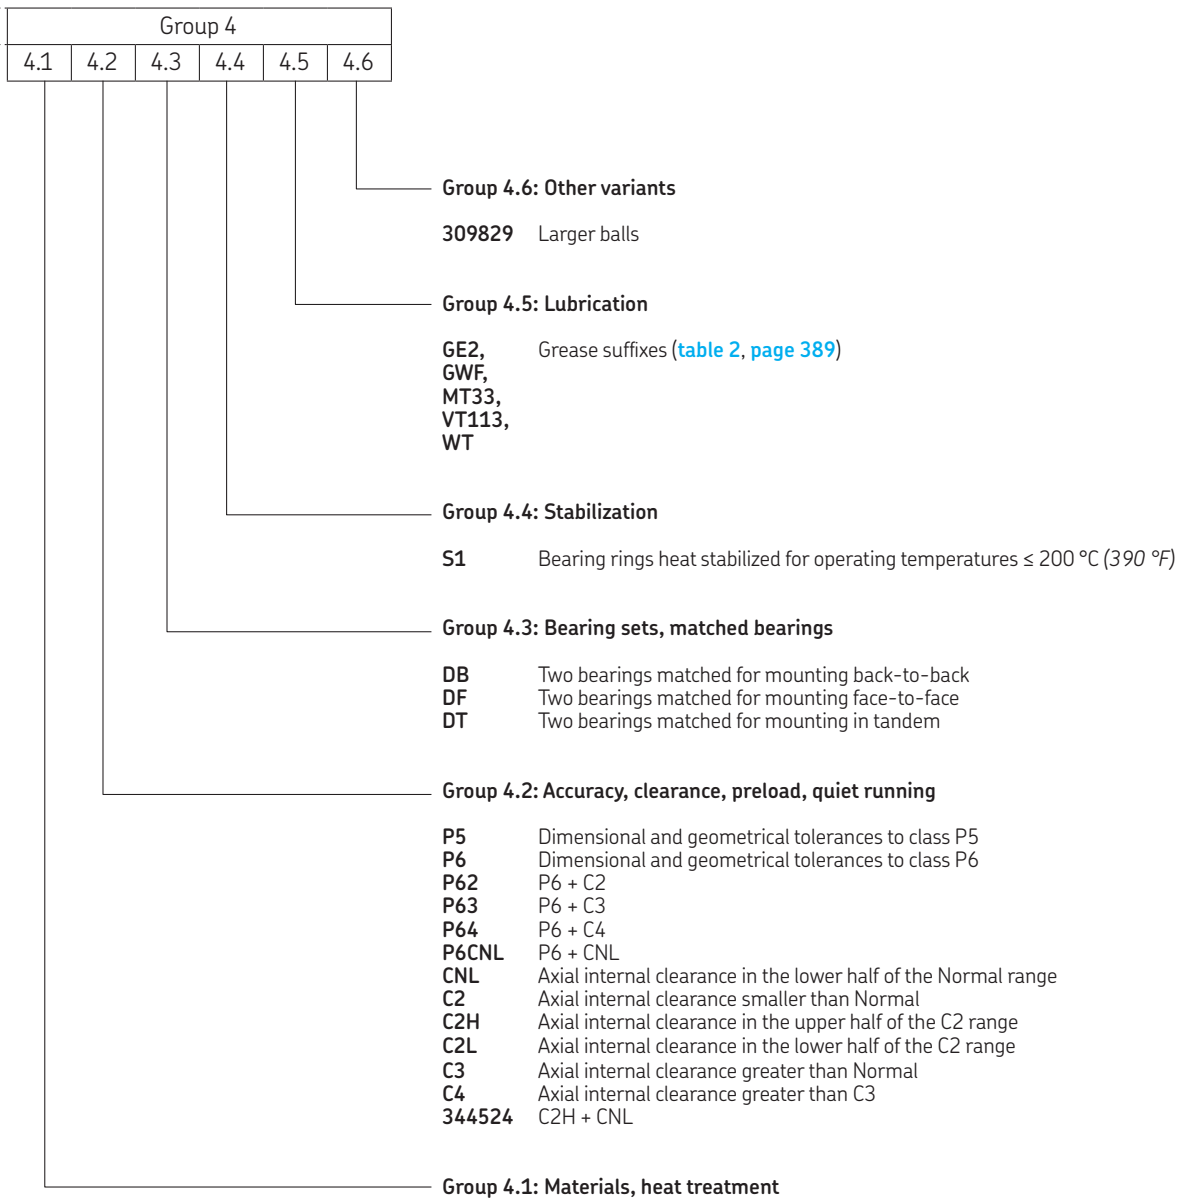 Group 4
4.1 4.2 4.3 4.4 4.5 4.6
Group 4.6: Other variants
309829 Larger balls
Group 4.5: Lubrication
GE2, Grease suffixes (table 2, page 389)
GWF,
MT33,
VT113,
WT
Group 4.4: Stabilization
S1 Bearing rings heat stabilized for operating temperatures ≤ 200 °C (390 °F)
Group 4.3: Bearing sets, matched bearings
DB Two bearings matched for mounting back-to-back
DF Two bearings matched for mounting face-to-face
DT Two bearings matched for mounting in tandem
Group 4.2: Accuracy, clearance, preload, quiet running
P5 Dimensional and geometrical tolerances to class P5
P6 Dimensional and geometrical tolerances to class P6
P62 P6 + C2
P63 P6 + C3
P64 P6 + C4
P6CNL P6 + CNL
CNL Axial internal clearance in the lower half of the Normal range
C2 Axial internal clearance smaller than Normal
C2H Axial internal clearance in the upper half of the C2 range
C2L Axial internal clearance in the lower half of the C2 range
C3 Axial internal clearance greater than Normal
C4 Axial internal clearance greater than C3
344524 C2H + CNL
Group 4.1: Materials, heat treatment